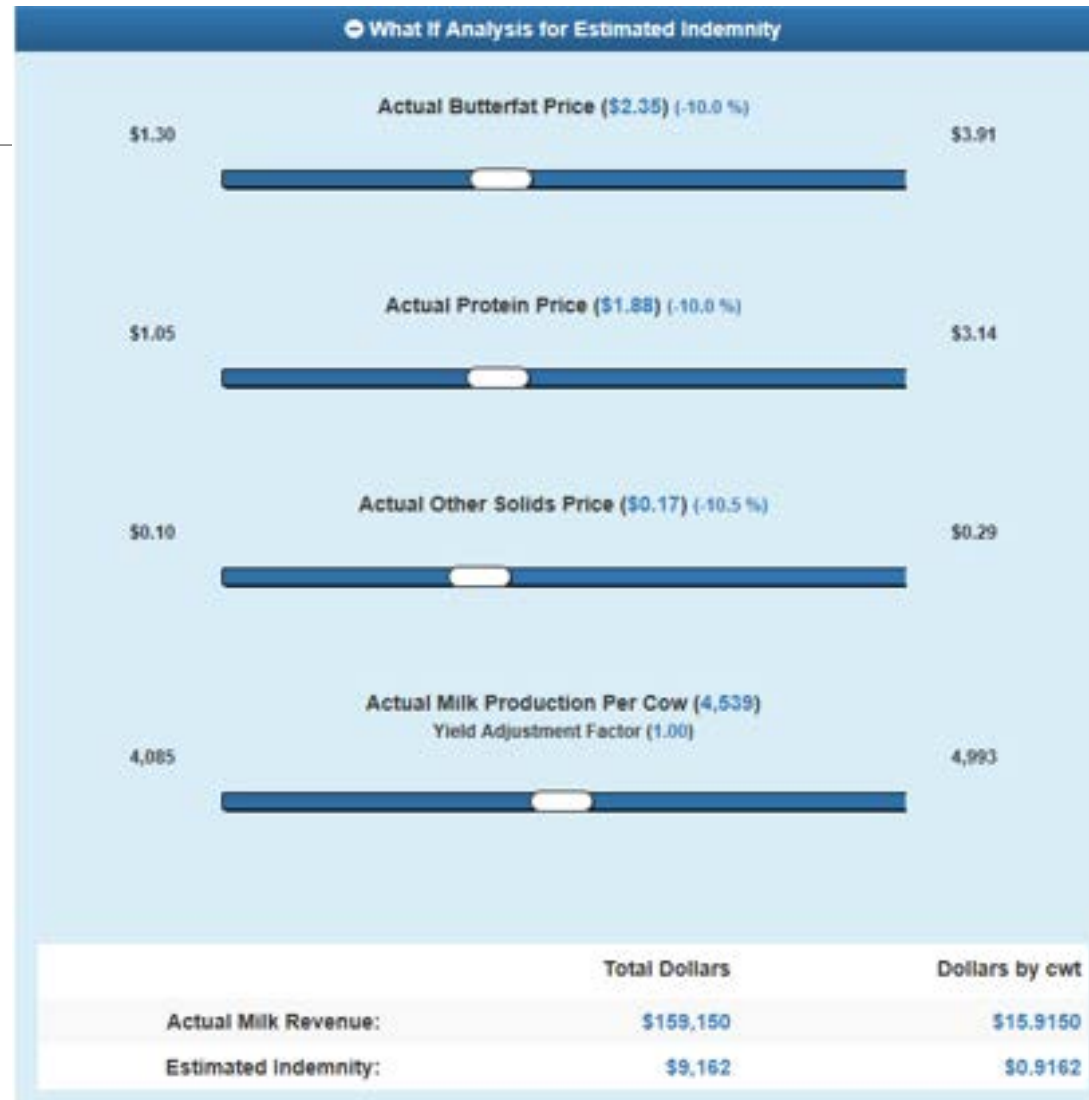 What If Analysis for Estimated Indemnity
Actual Butterfat Price ($2.35) (-10.0 %)
$1.30 $3.91
Actual Protein Price ($1.88) (-10.0 %)
$1.05 $3.14
Actual Other Solids Price ($0.17) (-10.5 %)
$0.10 $0.29
Actual Milk Production Per Cow (4,539)
Yield Adjustment Factor (1.00)
4,085 4,993
Total Dollars Dollars by cwt
Actual Milk Revenue: $159,150 $15.9150
Estimated Indemnity: $9,162 $0.9162